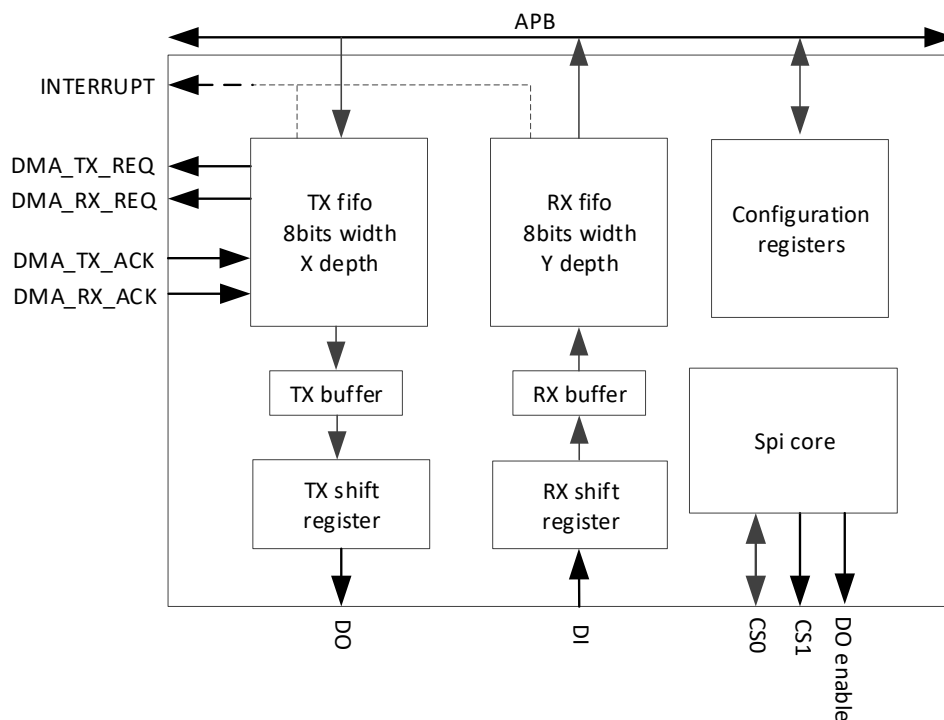 APB
INTERRUPT
DMA_TX_REQ
DMA_RX_REQ
DMA_TX_ACK
DMA_RX_ACK
TX fifo
8bits width
X depth
RX fifo
8bits width
Y depth
Configuration
registers
TX buffer
RX buffer
Spi core
TX shift
register
RX shift
register
DO
DI
CS0
CS1
DO enable